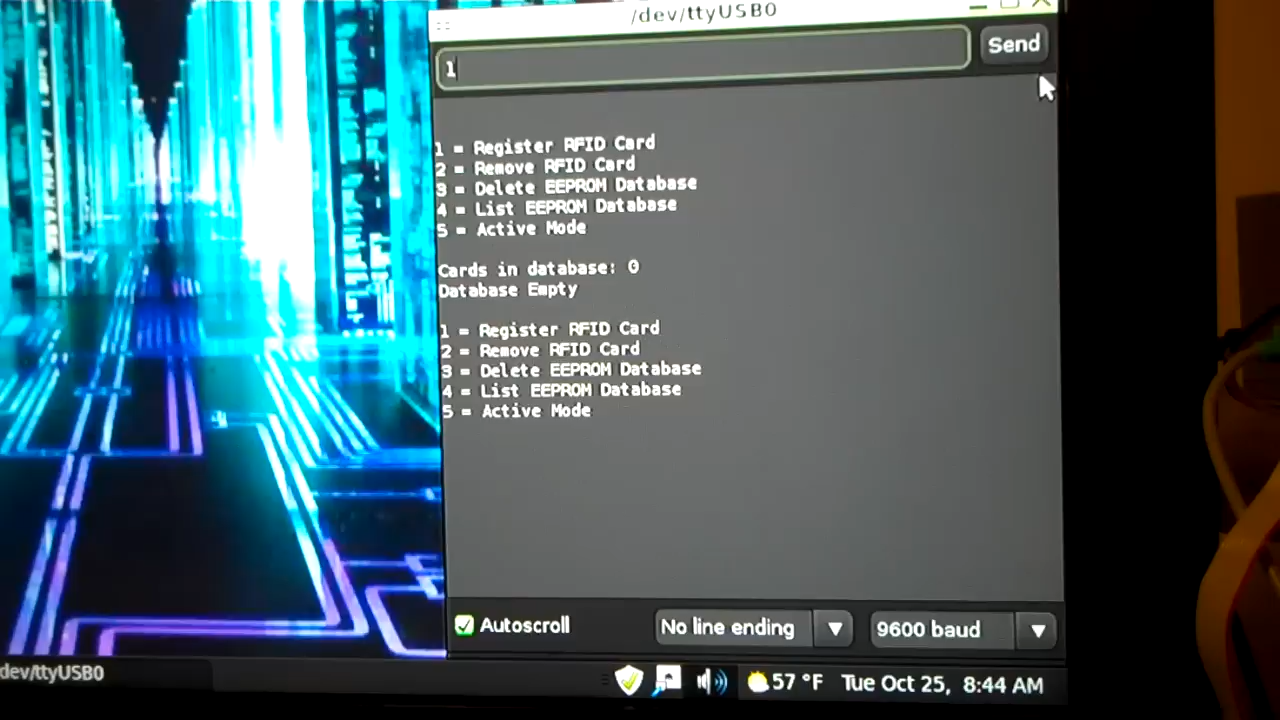 /dev/ttyUSB0
1
Send
1 = Register RFID Card
2 = Remove RFID Card
3 = Delete EEPROM Database
4 = List EEPROM Database
5 = Active Mode
Cards in database: 0
Database Empty
1 = Register RFID Card
2 = Remove RFID Card
3 = Delete EEPROM Database
4 = List EEPROM Database
5 = Active Mode
Autoscroll
No line ending
9600 baud
dev/ttyUSB0
57 °F
Tue Oct 25, 8:44 AM